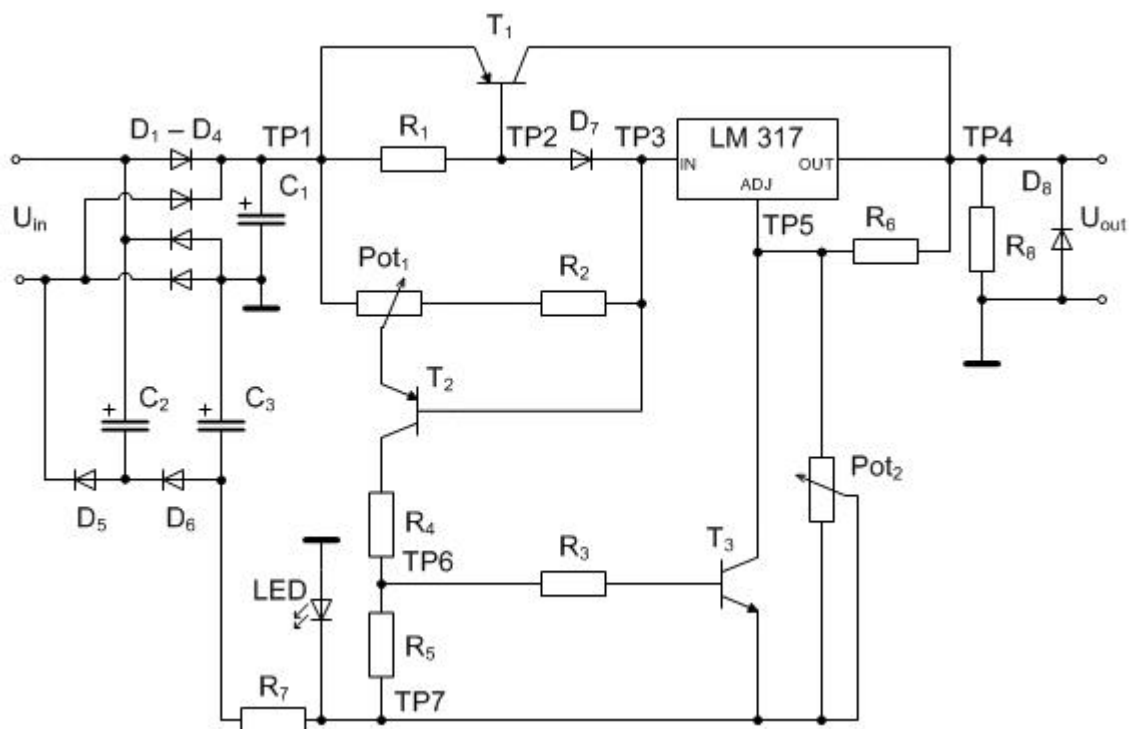 T₁
D₁ – D₄
TP1
R₁
TP2
D₇
TP3
LM 317
IN
OUT
ADJ
TP4
+
C₁
Uᵢₙ
Pot₁
R₂
TP5
R₆
R₈
D₈
Uₒᵤₜ
T₂
+
C₂
+
C₃
Pot₂
D₅
D₆
R₄
TP6
R₃
T₃
LED
R₅
R₇
TP7